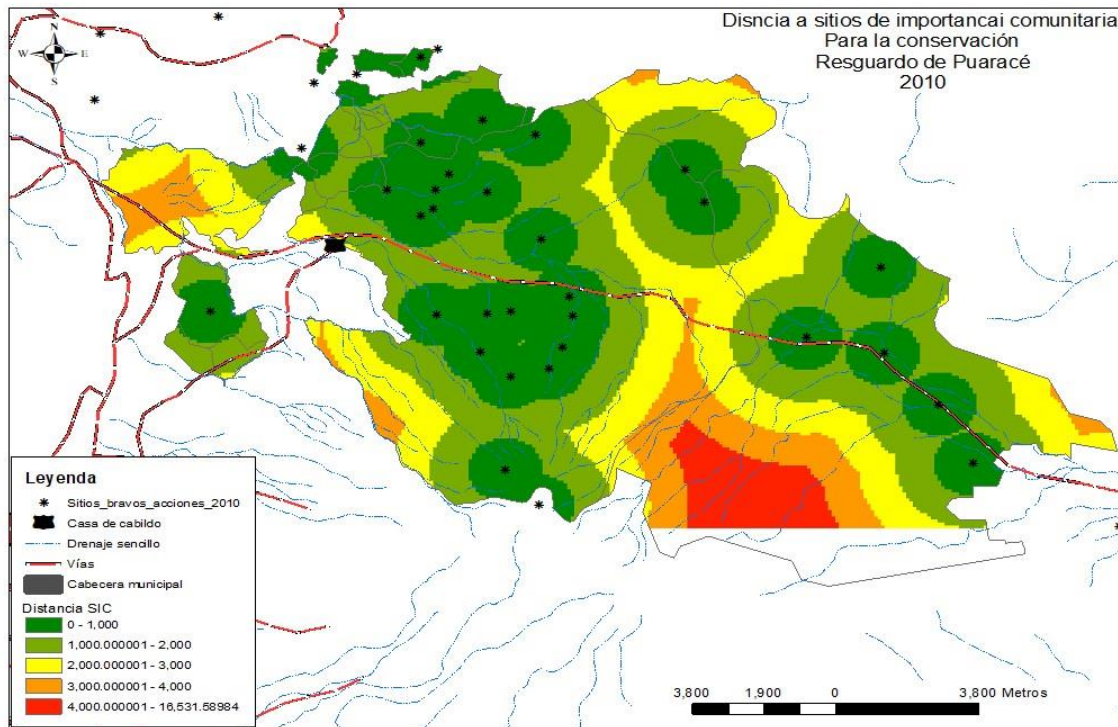 Disncia a sitios de importancai comunitaria
Para la conservación
Resguardo de Puaracé
2010
N
W E
S
Leyenda
Sitios_bravos_acciones_2010
Casa de cabildo
Drenaje sencillo
Vías
Cabecera municipal
Distancia SIC
0 - 1,000
1,000.000001 - 2,000
2,000.000001 - 3,000
3,000.000001 - 4,000
4,000.000001 - 16,531.58984
3,800 1,900 0 3,800 Metros